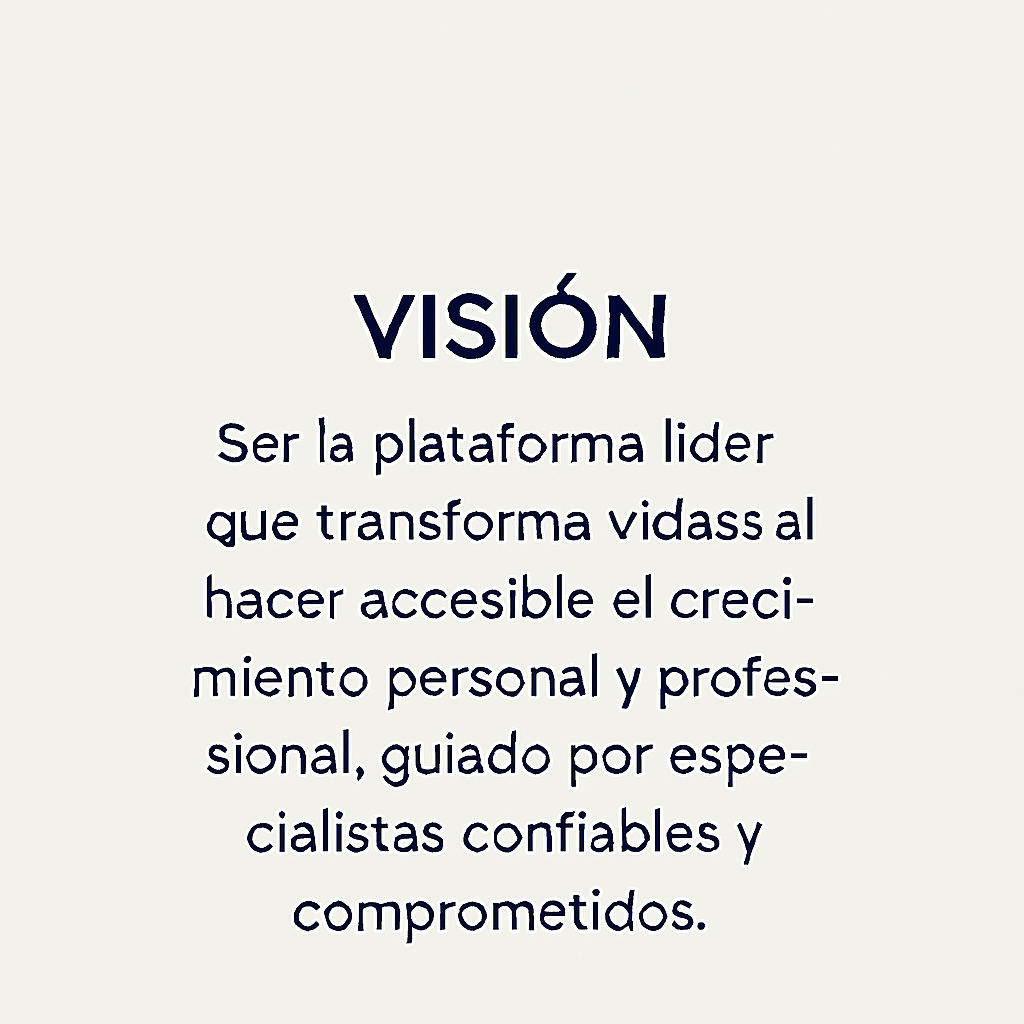 VISIÓN
Ser la plataforma lider
que transforma vidass al
hacer accesible el creci-
miento personal y profes-
sional, guiado por espe-
cialistas confiables y
comprometidos.